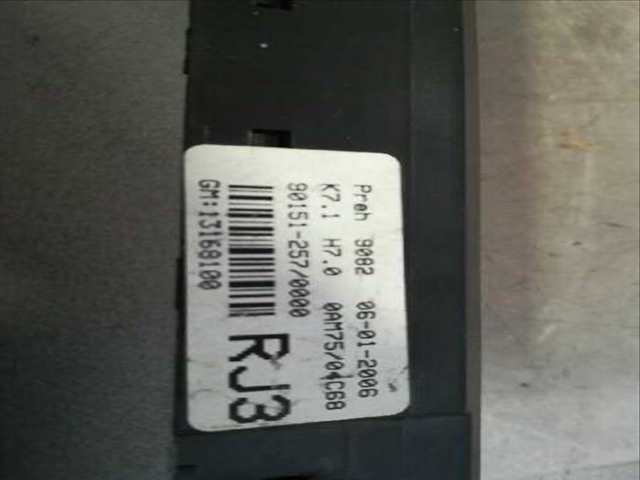 Preh 9082 06-01-2006
K7.1 H7.0 0AM75/04C68
90151-257/0000
RJ3
GM:13168100